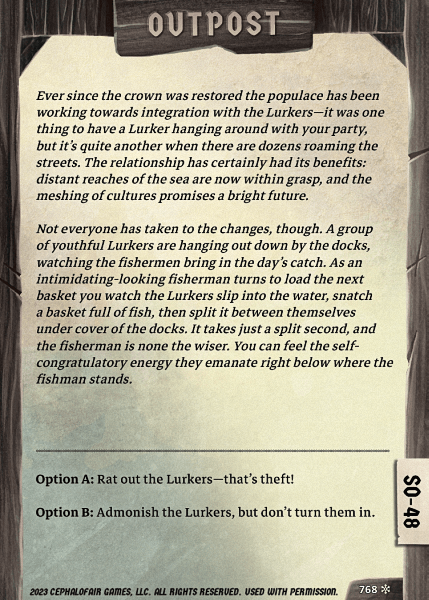 OUTPOST
Ever since the crown was restored the populace has been
working towards integration with the Lurkers—it was one
thing to have a Lurker hanging around with your party,
but it's quite another when there are dozens roaming the
streets. The relationship has certainly had its benefits:
distant reaches of the sea are now within grasp, and the
meshing of cultures promises a bright future.
Not everyone has taken to the changes, though. A group
of youthful Lurkers are hanging out down by the docks,
watching the fishermen bring in the day's catch. As an
intimidating-looking fisherman turns to load the next
basket you watch the Lurkers slip into the water, snatch
a basket full of fish, then split it between themselves
under cover of the docks. It takes just a split second, and
the fisherman is none the wiser. You can feel the self-
congratulatory energy they emanate right below where the
fishman stands.
Option A: Rat out the Lurkers—that's theft!
Option B: Admonish the Lurkers, but don't turn them in.
SO-48
2023 CEPHALOFAIR GAMES, LLC. ALL RIGHTS RESERVED. USED WITH PERMISSION.
768